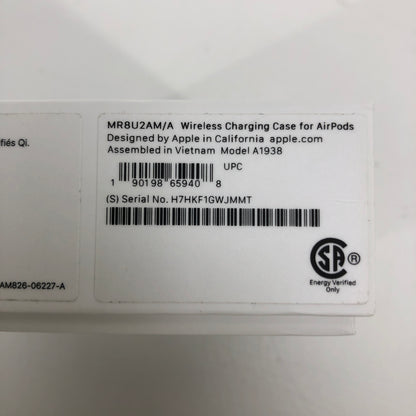 MR8U2AM/A Wireless Charging Case for AirPods
Designed by Apple in California apple.com
Assembled in Vietnam Model A1938
UPC
1 90198 65940 8
(S) Serial No. H7HKF1GWJMMT
SA ®
Energy Verified
Only
fiés Qi.
AM826-06227-A